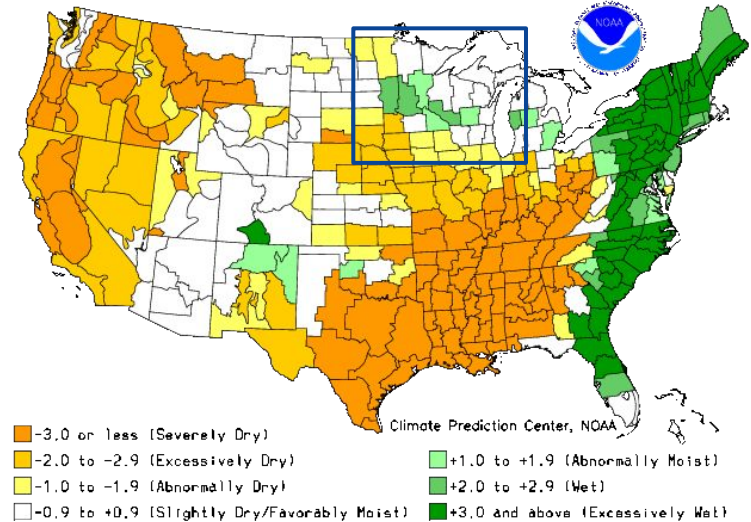 NOAA
Climate Prediction Center, NOAA
-3.0 or less (Severely Dry)
-2.0 to -2.9 (Excessively Dry)
-1.0 to -1.9 (Abnormally Dry)
-0.9 to +0.9 (Slightly Dry/Favorably Moist)
+1.0 to +1.9 (Abnormally Moist)
+2.0 to +2.9 (Wet)
+3.0 and above (Excessively Wet)